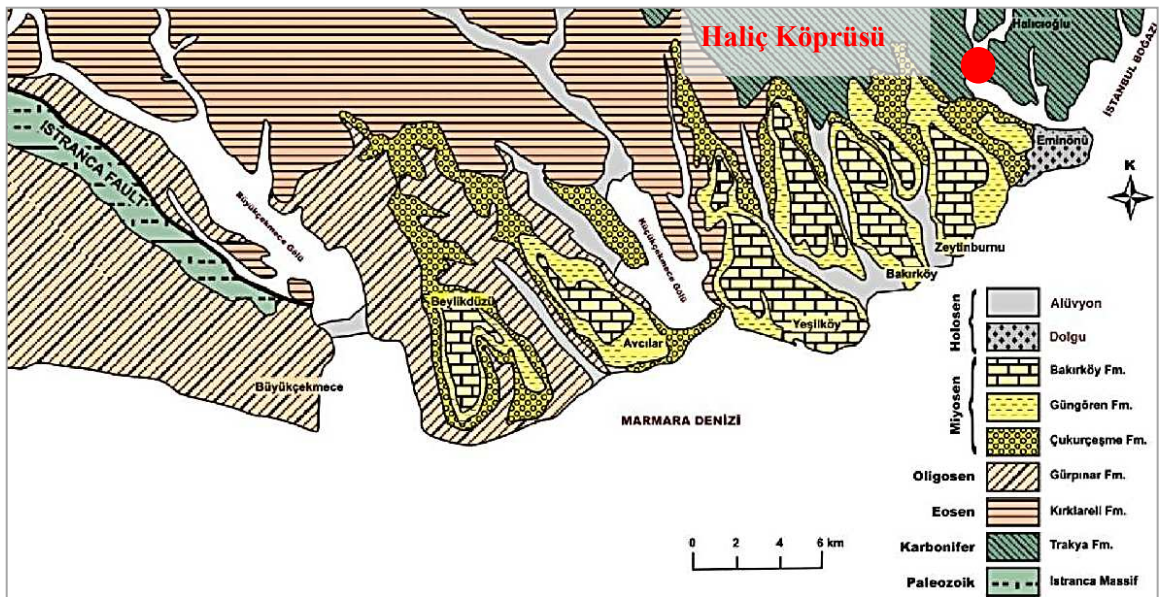 Haliç Köprüsü
Halıcıoğlu
İSTANBUL BOĞAZI
Eminönü
K
ISTRANCA FAULT
Büyükçekmece Gölü
Küçükçekmece Gölü
Zeytinburnu
Bakırköy
Beylikdüzü
Yeşilköy
Avcılar
Büyükçekmece
MARMARA DENİZİ
0 2 4 6 km
Holosen
Alüvyon
Dolgu
Miyosen
Bakırköy Fm.
Güngören Fm.
Çukurçeşme Fm.
Oligosen Gürpınar Fm.
Eosen Kırklareli Fm.
Karbonifer Trakya Fm.
Paleozoik Istranca Massif